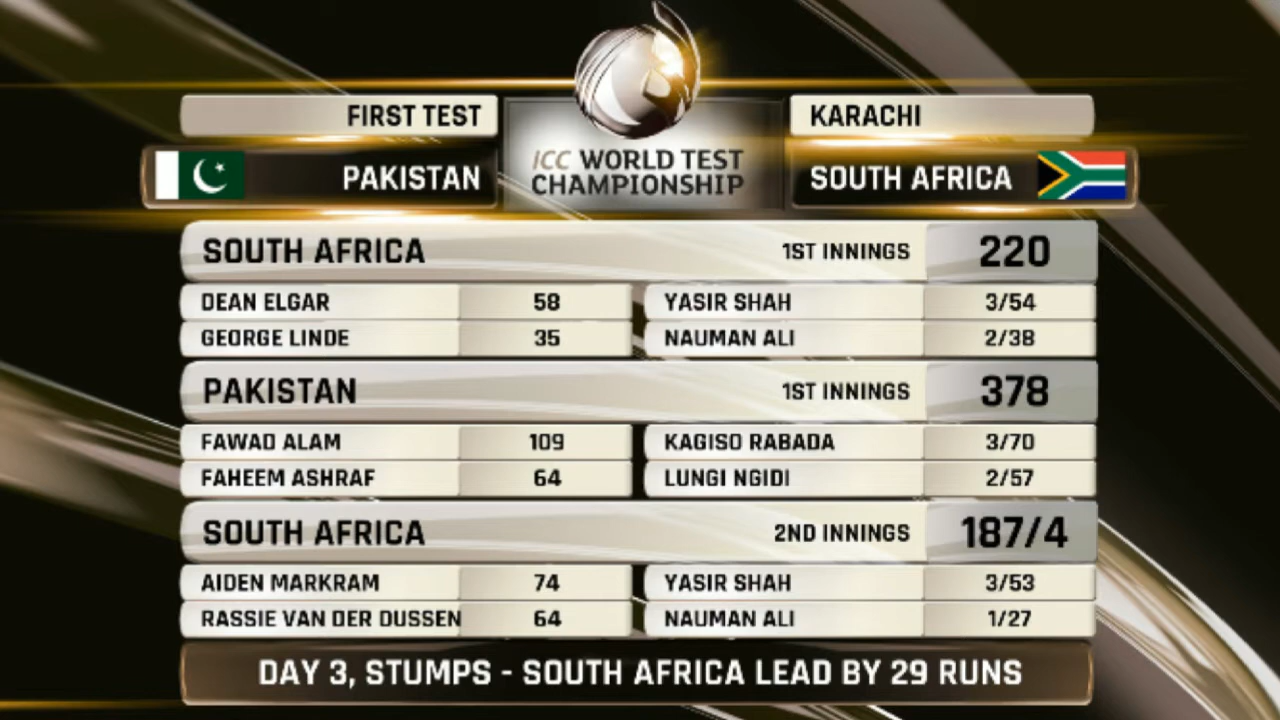 FIRST TEST
KARACHI
PAKISTAN
ICC WORLD TEST
CHAMPIONSHIP
SOUTH AFRICA
SOUTH AFRICA 1ST INNINGS 220
DEAN ELGAR 58 YASIR SHAH 3/54
GEORGE LINDE 35 NAUMAN ALI 2/38
PAKISTAN 1ST INNINGS 378
FAWAD ALAM 109 KAGISO RABADA 3/70
FAHEEM ASHRAF 64 LUNGI NGIDI 2/57
SOUTH AFRICA 2ND INNINGS 187/4
AIDEN MARKRAM 74 YASIR SHAH 3/53
RASSIE VAN DER DUSSEN 64 NAUMAN ALI 1/27
DAY 3, STUMPS - SOUTH AFRICA LEAD BY 29 RUNS